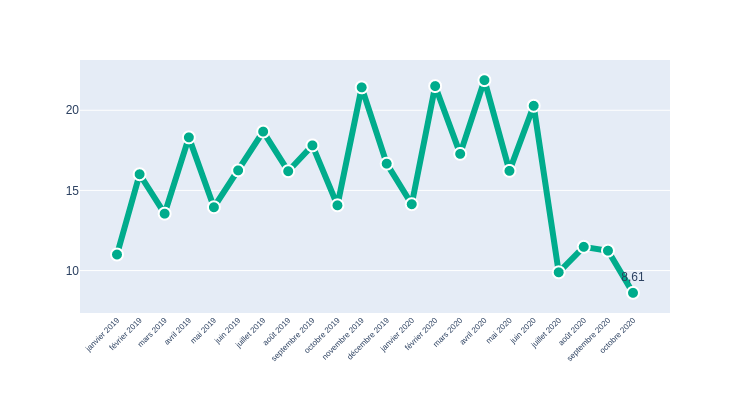 20
15
10
8.61
janvier 2019
février 2019
mars 2019
avril 2019
mai 2019
juin 2019
juillet 2019
août 2019
septembre 2019
octobre 2019
novembre 2019
décembre 2019
janvier 2020
février 2020
mars 2020
avril 2020
mai 2020
juin 2020
juillet 2020
août 2020
septembre 2020
octobre 2020